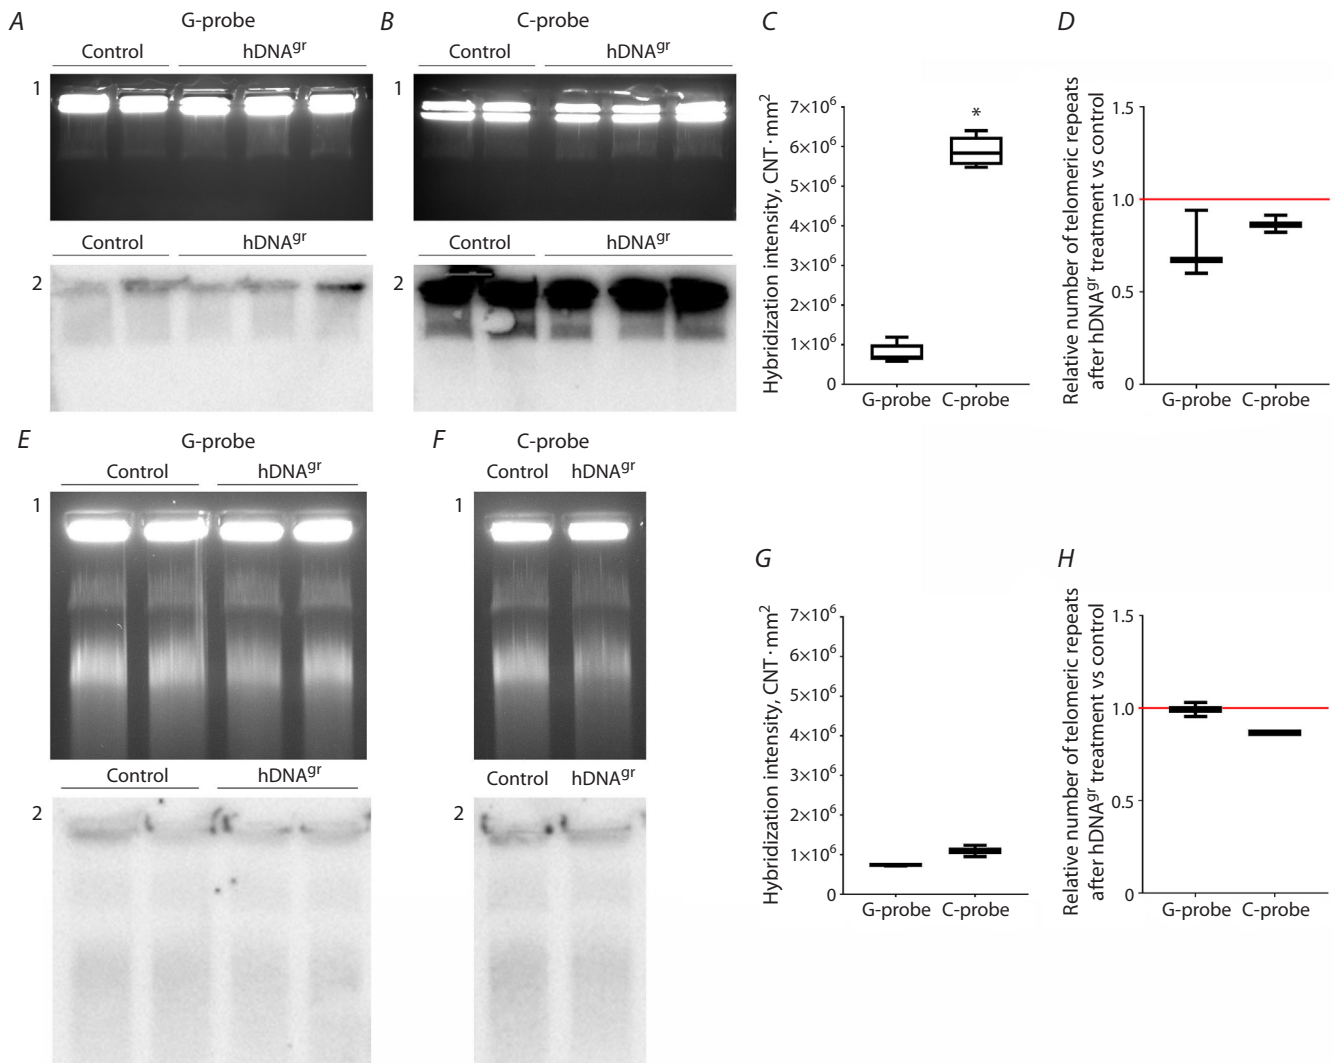 A
G-probe
Control hDNAgr
1
Control hDNAgr
2
B
C-probe
Control hDNAgr
1
Control hDNAgr
2
C
Hybridization intensity, CNT·mm²
7×10⁶
6×10⁶
5×10⁶
4×10⁶
3×10⁶
2×10⁶
1×10⁶
0
*
G-probe C-probe
D
Relative number of telomeric repeats
after hDNAgr treatment vs control
1.5
1.0
0.5
0
G-probe C-probe
E
G-probe
Control hDNAgr
1
Control hDNAgr
2
F
C-probe
Control hDNAgr
1
Control hDNAgr
2
G
Hybridization intensity, CNT·mm²
7×10⁶
6×10⁶
5×10⁶
4×10⁶
3×10⁶
2×10⁶
1×10⁶
0
G-probe C-probe
H
Relative number of telomeric repeats
after hDNAgr treatment vs control
1.5
1.0
0.5
0
G-probe C-probe